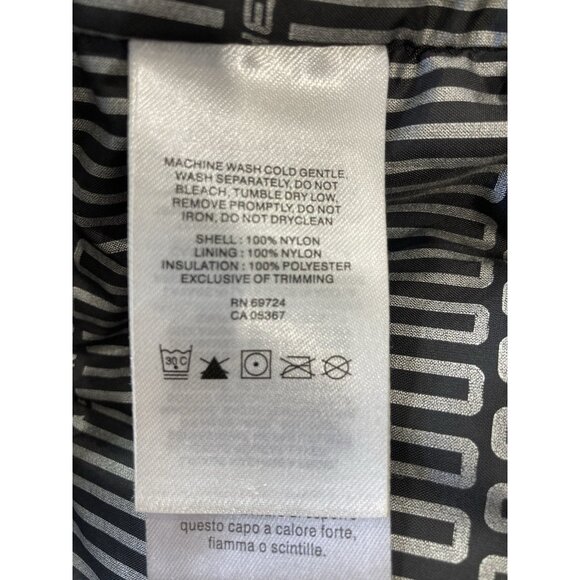 MACHINE WASH COLD GENTLE,
WASH SEPARATELY, DO NOT
BLEACH, TUMBLE DRY LOW,
REMOVE PROMPTLY, DO NOT
IRON, DO NOT DRYCLEAN
SHELL : 100% NYLON
LINING : 100% NYLON
INSULATION : 100% POLYESTER
EXCLUSIVE OF TRIMMING
RN 69724
CA 05367
30 C
questo capo a calore forte,
fiamma o scintille.